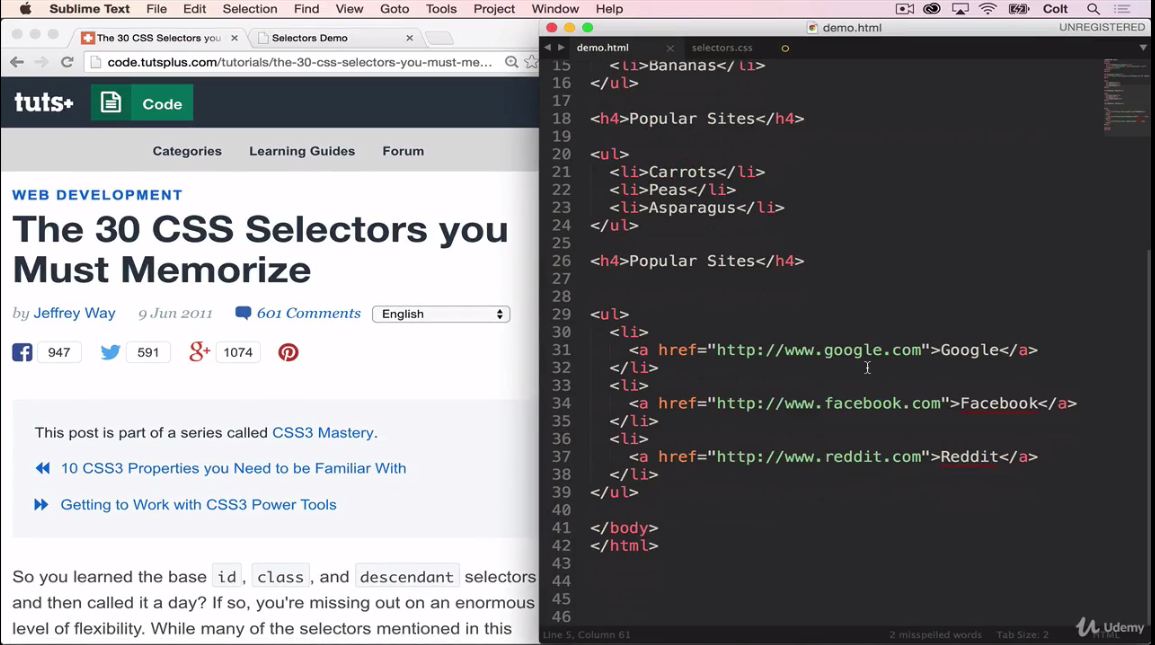 Sublime Text File Edit Selection Find View Goto Tools Project Window Help Colt
The 30 CSS Selectors you
Selectors Demo
code.tutsplus.com/tutorials/the-30-css-selectors-you-must-me...
tuts+ Code
Categories Learning Guides Forum
WEB DEVELOPMENT
The 30 CSS Selectors you
Must Memorize
by Jeffrey Way 9 Jun 2011 601 Comments English
947 591 1074
This post is part of a series called CSS3 Mastery.
10 CSS3 Properties you Need to be Familiar With
Getting to Work with CSS3 Power Tools
So you learned the base id, class, and descendant selectors
and then called it a day? If so, you're missing out on an enormous
level of flexibility. While many of the selectors mentioned in this
demo.html UNREGISTERED
demo.html selectors.css
15 <li>Bananas</li>
16 </ul>
17
18 <h4>Popular Sites</h4>
19
20 <ul>
21 <li>Carrots</li>
22 <li>Peas</li>
23 <li>Asparagus</li>
24 </ul>
25
26 <h4>Popular Sites</h4>
27
28
29 <ul>
30 <li>
31 <a href="http://www.google.com">Google</a>
32 </li>
33 <li>
34 <a href="http://www.facebook.com">Facebook</a>
35 </li>
36 <li>
37 <a href="http://www.reddit.com">Reddit</a>
38 </li>
39 </ul>
40
41 </body>
42 </html>
43
44
45
46
Line 5, Column 61 2 misspelled words Tab Size: 2 HTML
Udemy